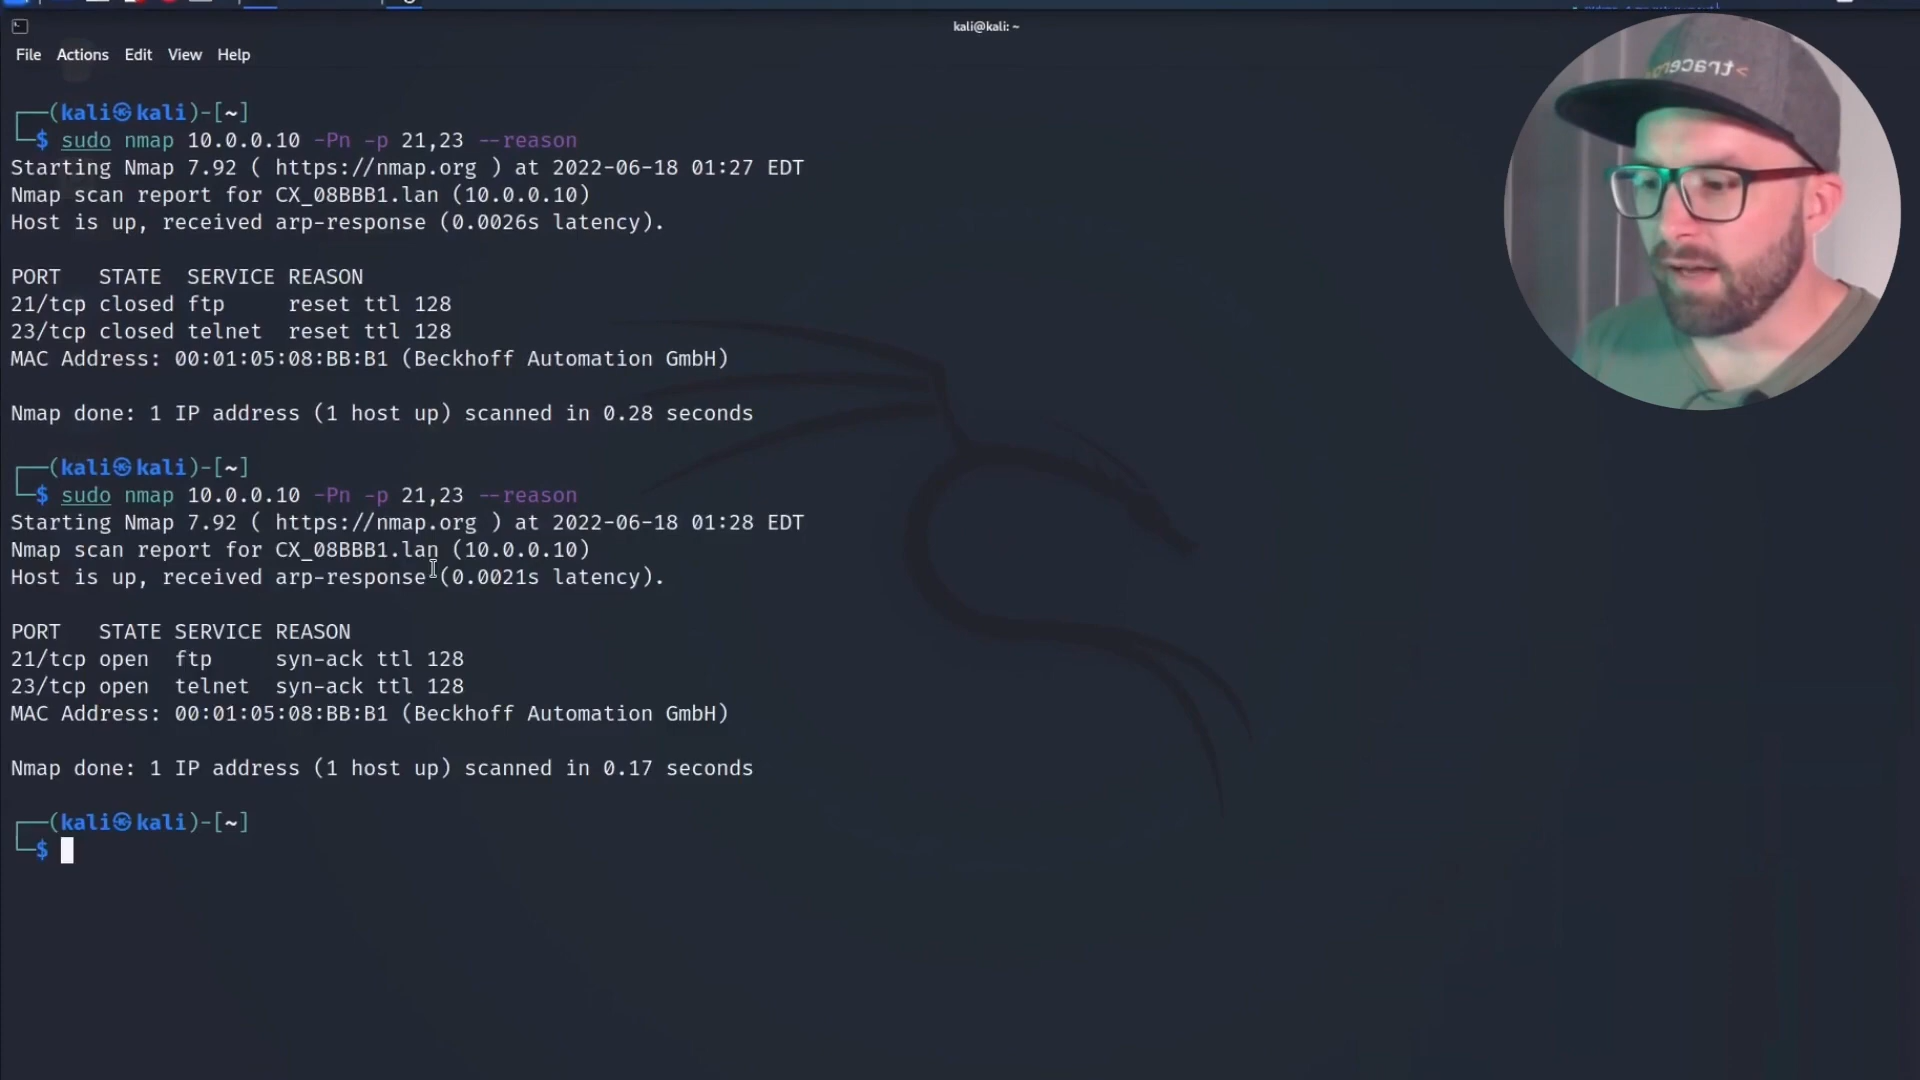 kali@kali: ~
File Actions Edit View Help
(kali㉿kali)-[~]
$ sudo nmap 10.0.0.10 -Pn -p 21,23 --reason
Starting Nmap 7.92 ( https://nmap.org ) at 2022-06-18 01:27 EDT
Nmap scan report for CX_08BBB1.lan (10.0.0.10)
Host is up, received arp-response (0.0026s latency).
PORT STATE SERVICE REASON
21/tcp closed ftp reset ttl 128
23/tcp closed telnet reset ttl 128
MAC Address: 00:01:05:08:BB:B1 (Beckhoff Automation GmbH)
Nmap done: 1 IP address (1 host up) scanned in 0.28 seconds
(kali㉿kali)-[~]
$ sudo nmap 10.0.0.10 -Pn -p 21,23 --reason
Starting Nmap 7.92 ( https://nmap.org ) at 2022-06-18 01:28 EDT
Nmap scan report for CX_08BBB1.lan (10.0.0.10)
Host is up, received arp-response (0.0021s latency).
PORT STATE SERVICE REASON
21/tcp open ftp syn-ack ttl 128
23/tcp open telnet syn-ack ttl 128
MAC Address: 00:01:05:08:BB:B1 (Beckhoff Automation GmbH)
Nmap done: 1 IP address (1 host up) scanned in 0.17 seconds
(kali㉿kali)-[~]
$